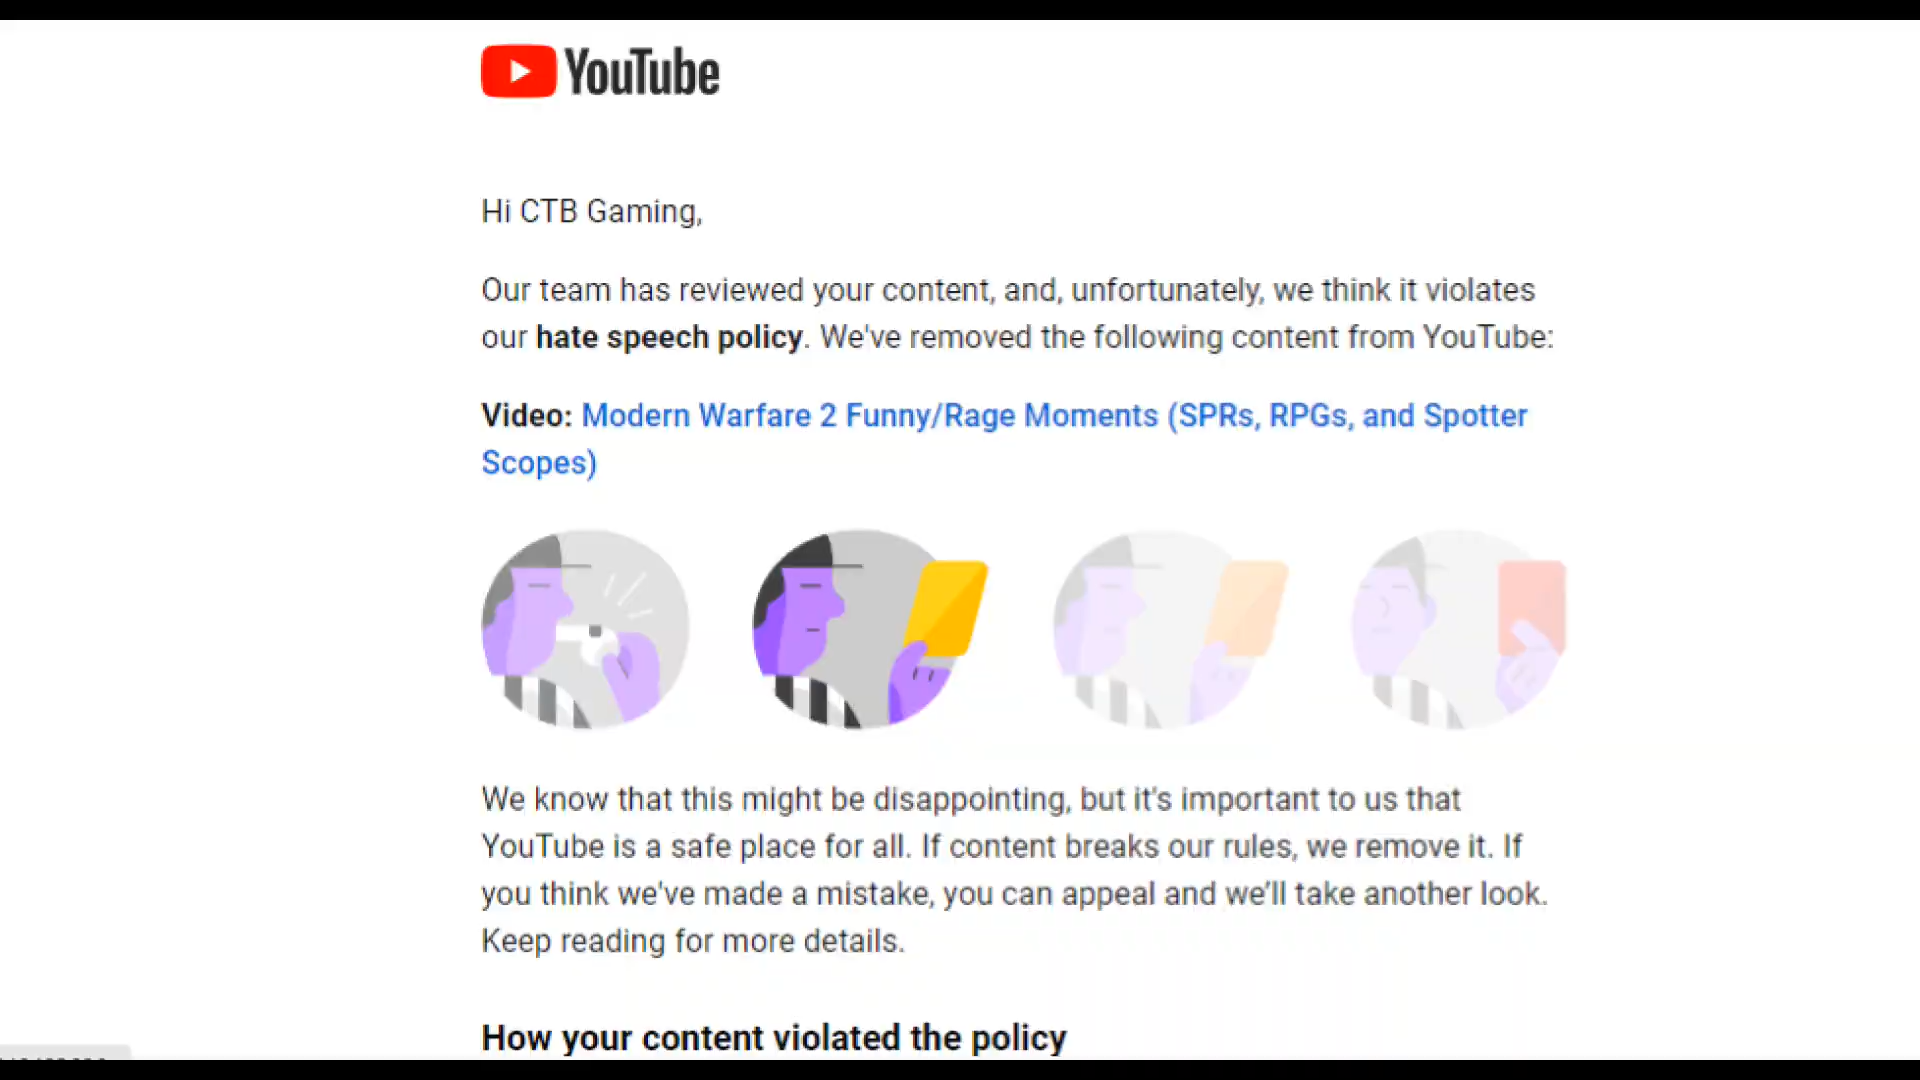 YouTube
Hi CTB Gaming,
Our team has reviewed your content, and, unfortunately, we think it violates
our hate speech policy. We've removed the following content from YouTube:
Video: Modern Warfare 2 Funny/Rage Moments (SPRs, RPGs, and Spotter
Scopes)
We know that this might be disappointing, but it's important to us that
YouTube is a safe place for all. If content breaks our rules, we remove it. If
you think we've made a mistake, you can appeal and we’ll take another look.
Keep reading for more details.
How your content violated the policy